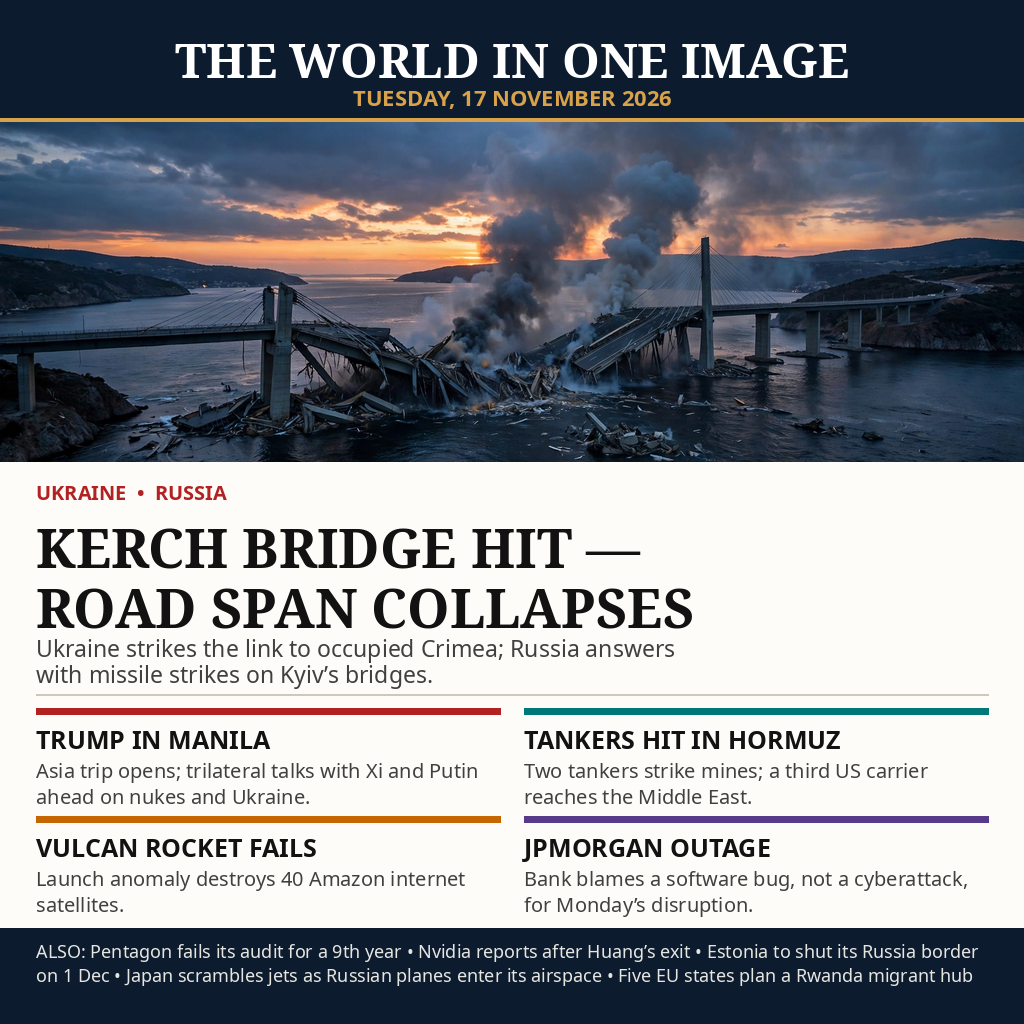 THE WORLD IN ONE IMAGE
TUESDAY, 17 NOVEMBER 2026
UKRAINE • RUSSIA
KERCH BRIDGE HIT —
ROAD SPAN COLLAPSES
Ukraine strikes the link to occupied Crimea; Russia answers
with missile strikes on Kyiv’s bridges.
TRUMP IN MANILA
Asia trip opens; trilateral talks with Xi and Putin
ahead on nukes and Ukraine.
TANKERS HIT IN HORMUZ
Two tankers strike mines; a third US carrier
reaches the Middle East.
VULCAN ROCKET FAILS
Launch anomaly destroys 40 Amazon internet
satellites.
JPMORGAN OUTAGE
Bank blames a software bug, not a cyberattack,
for Monday’s disruption.
ALSO: Pentagon fails its audit for a 9th year • Nvidia reports after Huang’s exit • Estonia to shut its Russia border
on 1 Dec • Japan scrambles jets as Russian planes enter its airspace • Five EU states plan a Rwanda migrant hub